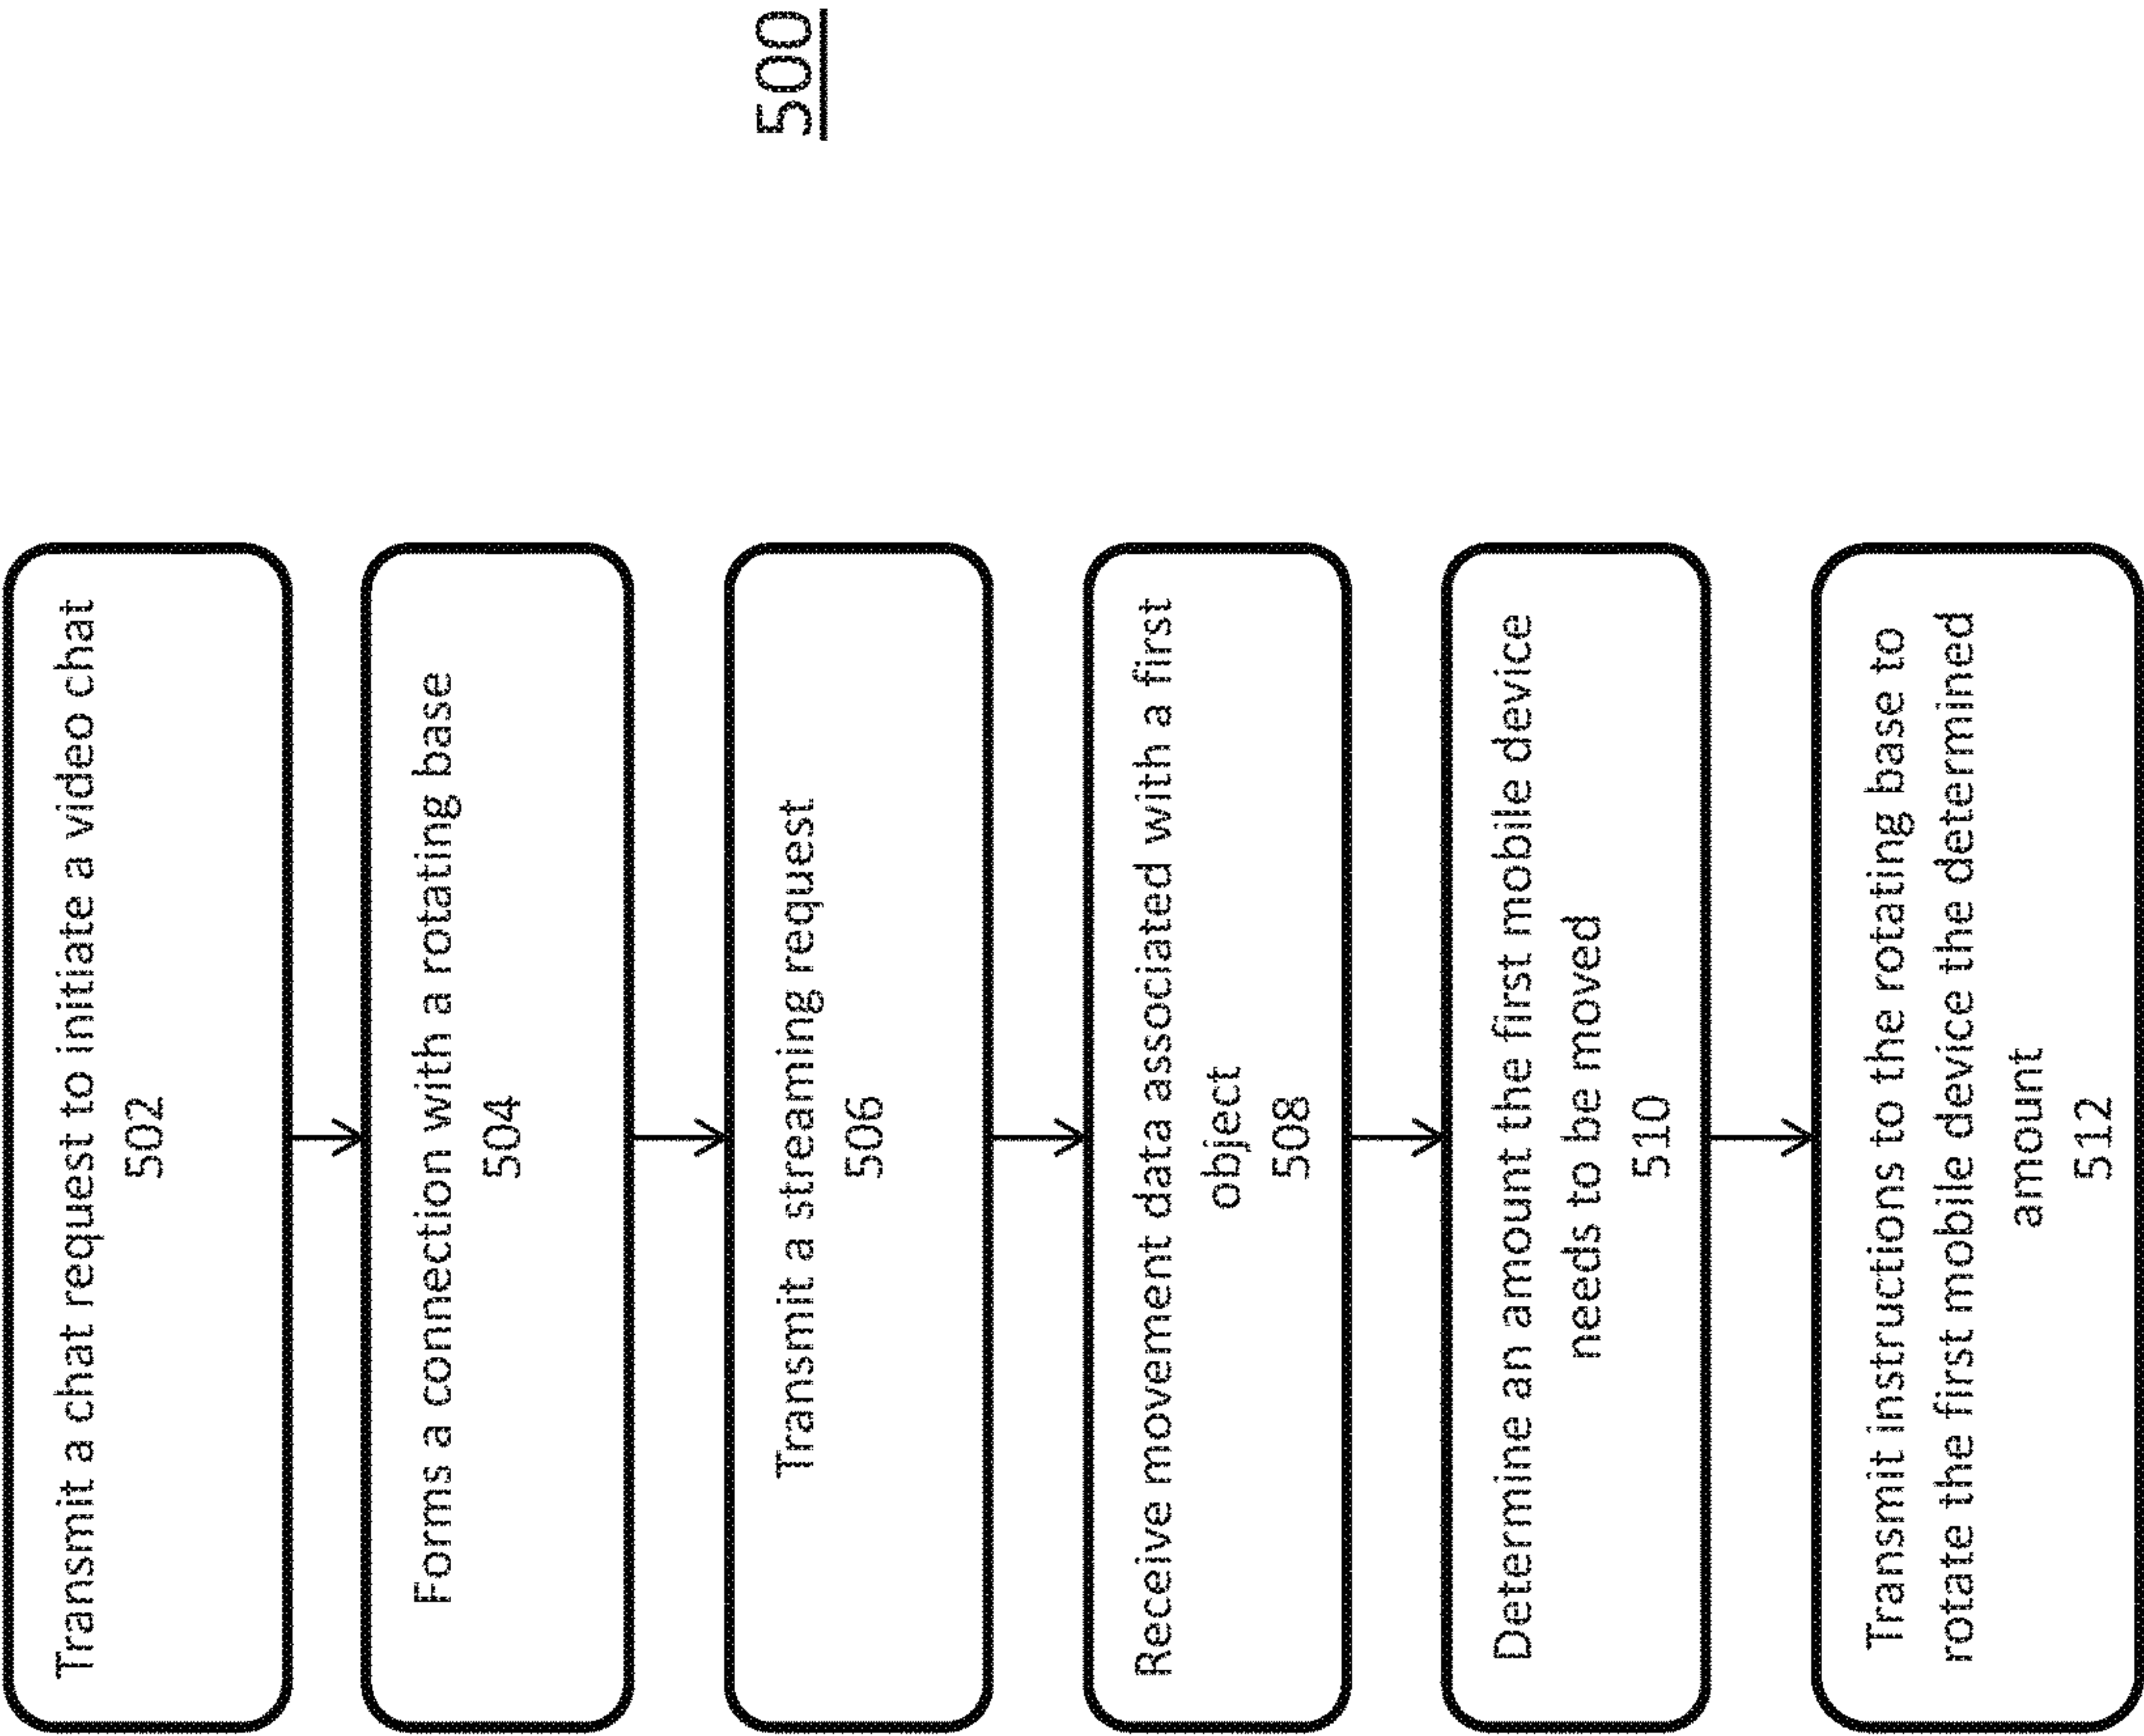 Transmit a chat request to initiate a video chat
502
Forms a connection with a rotating base
504
Transmit a streaming request
506
Receive movement data associated with a first
object
508
Determine an amount the first mobile device
needs to be moved
510
Transmit instructions to the rotating base to
rotate the first mobile device the determined
amount
512
500